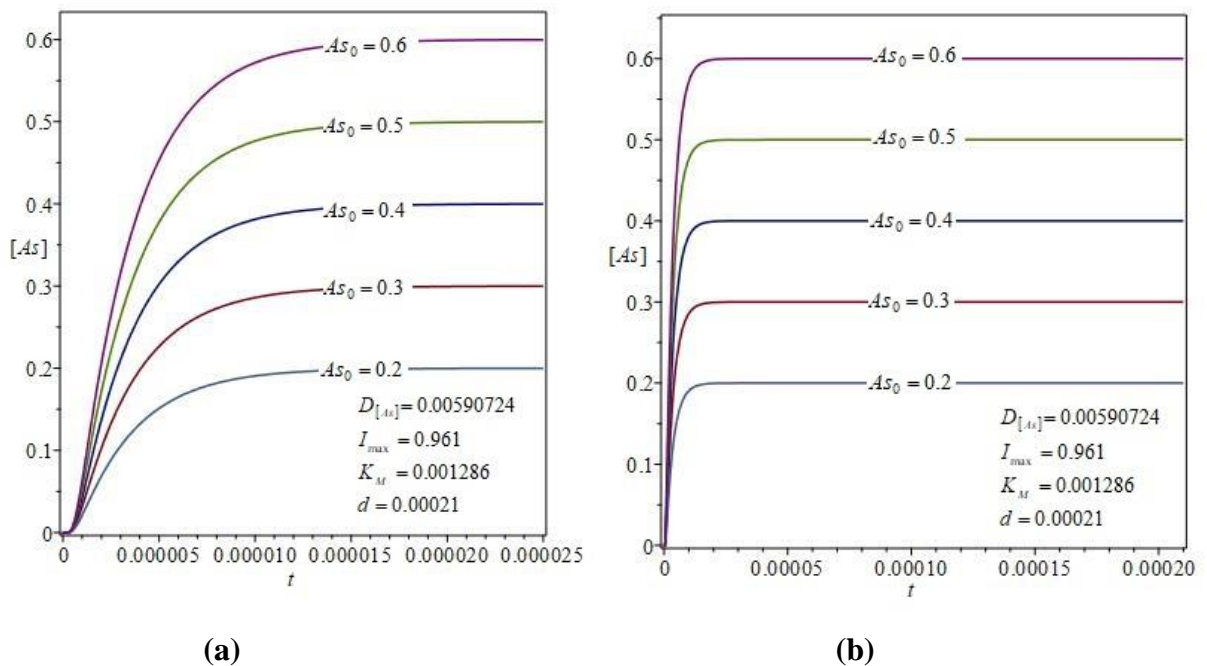 0.6
0.5
0.4
[As]
0.3
0.2
0.1
0
As₀ = 0.6
As₀ = 0.5
As₀ = 0.4
As₀ = 0.3
As₀ = 0.2
D[As] = 0.00590724
Imax = 0.961
KM = 0.001286
d = 0.00021
0 0.000005 0.000010 0.000015 0.000020 0.000025
t
(a)
0.6
0.5
0.4
[As]
0.3
0.2
0.1
0
As₀ = 0.6
As₀ = 0.5
As₀ = 0.4
As₀ = 0.3
As₀ = 0.2
D[As] = 0.00590724
Imax = 0.961
KM = 0.001286
d = 0.00021
0 0.00005 0.00010 0.00015 0.00020
t
(b)